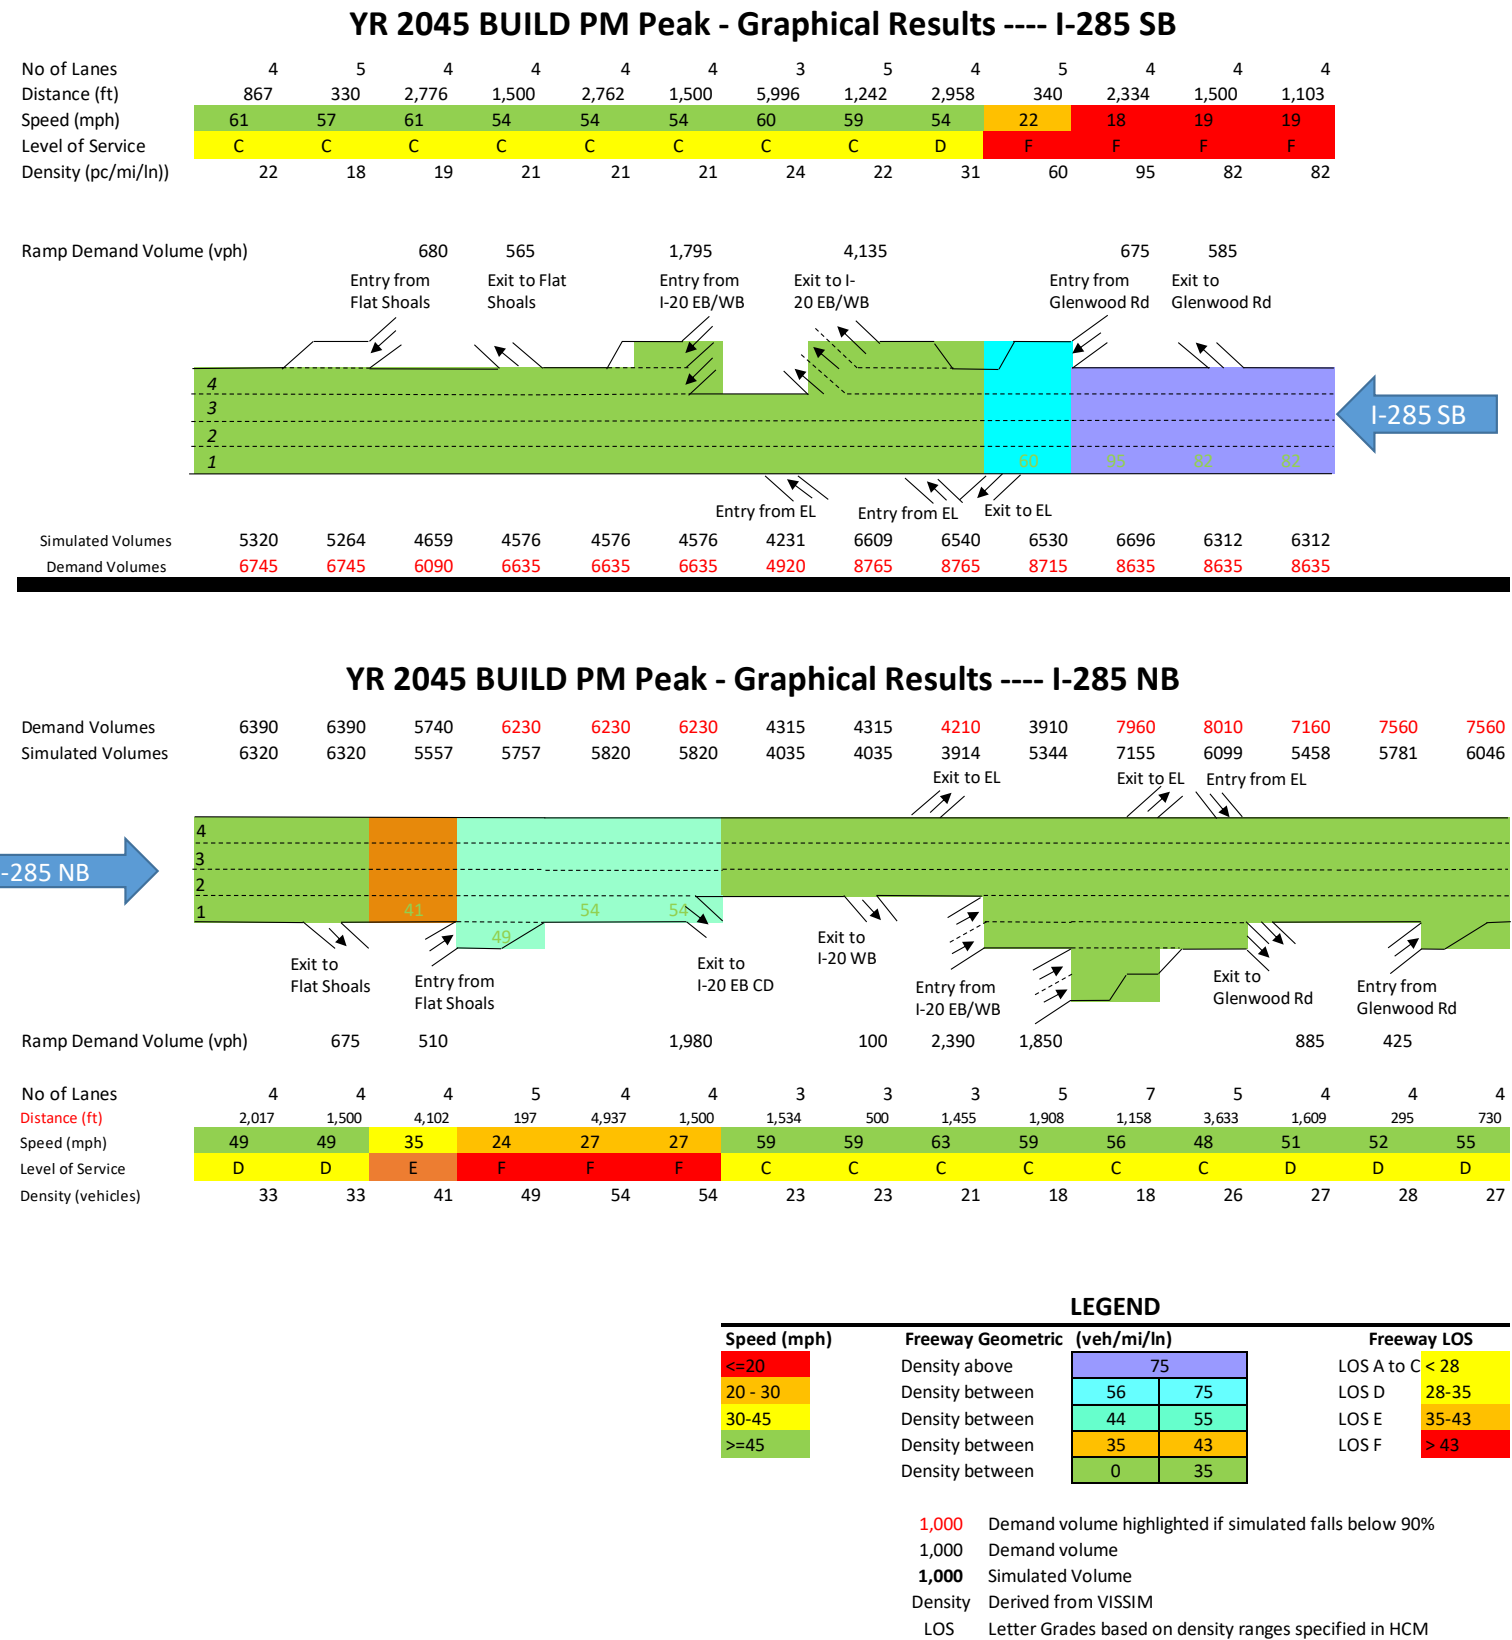 YR 2045 BUILD PM Peak - Graphical Results ---- I-285 SB
No of Lanes 4 5 4 4 4 4 3 5 4 5 4 4 4
Distance (ft) 867 330 2,776 1,500 2,762 1,500 5,996 1,242 2,958 340 2,334 1,500 1,103
Speed (mph) 61 57 61 54 54 54 60 59 54 22 18 19 19
Level of Service C C C C C C C C D F F F F
Density (pc/mi/ln)) 22 18 19 21 21 21 24 22 31 60 95 82 82
Ramp Demand Volume (vph) 680 565 1,795 4,135 675 585
Entry from Exit to Flat Entry from Exit to I- Entry from Exit to
Flat Shoals Shoals I-20 EB/WB 20 EB/WB Glenwood Rd Glenwood Rd
4
3
2
1
I-285 SB
60 95 82 82
Entry from EL Entry from EL Exit to EL
Simulated Volumes 5320 5264 4659 4576 4576 4576 4231 6609 6540 6530 6696 6312 6312
Demand Volumes 6745 6745 6090 6635 6635 6635 4920 8765 8765 8715 8635 8635 8635
YR 2045 BUILD PM Peak - Graphical Results ---- I-285 NB
Demand Volumes 6390 6390 5740 6230 6230 6230 4315 4315 4210 3910 7960 8010 7160 7560 7560
Simulated Volumes 6320 6320 5557 5757 5820 5820 4035 4035 3914 5344 7155 6099 5458 5781 6046
Exit to EL Exit to EL Entry from EL
4
3
2
1
-285 NB
41 54 54
49
Exit to Flat Shoals
Entry from Flat Shoals
Exit to I-20 EB CD
Exit to I-20 WB
Entry from I-20 EB/WB
Exit to Glenwood Rd
Entry from Glenwood Rd
Ramp Demand Volume (vph) 675 510 1,980 100 2,390 1,850 885 425
No of Lanes 4 4 4 5 4 4 3 3 3 5 7 5 4 4 4
Distance (ft) 2,017 1,500 4,102 197 4,937 1,500 1,534 500 1,455 1,908 1,158 3,633 1,609 295 730
Speed (mph) 49 49 35 24 27 27 59 59 63 59 56 48 51 52 55
Level of Service D D E F F F C C C C C C D D D
Density (vehicles) 33 33 41 49 54 54 23 23 21 18 18 26 27 28 27
LEGEND
Speed (mph) Freeway Geometric (veh/mi/ln) Freeway LOS
<=20 Density above 75 LOS A to C < 28
20 - 30 Density between 56 75 LOS D 28-35
30-45 Density between 44 55 LOS E 35-43
>=45 Density between 35 43 LOS F > 43
Density between 0 35
1,000 Demand volume highlighted if simulated falls below 90%
1,000 Demand volume
1,000 Simulated Volume
Density Derived from VISSIM
LOS Letter Grades based on density ranges specified in HCM